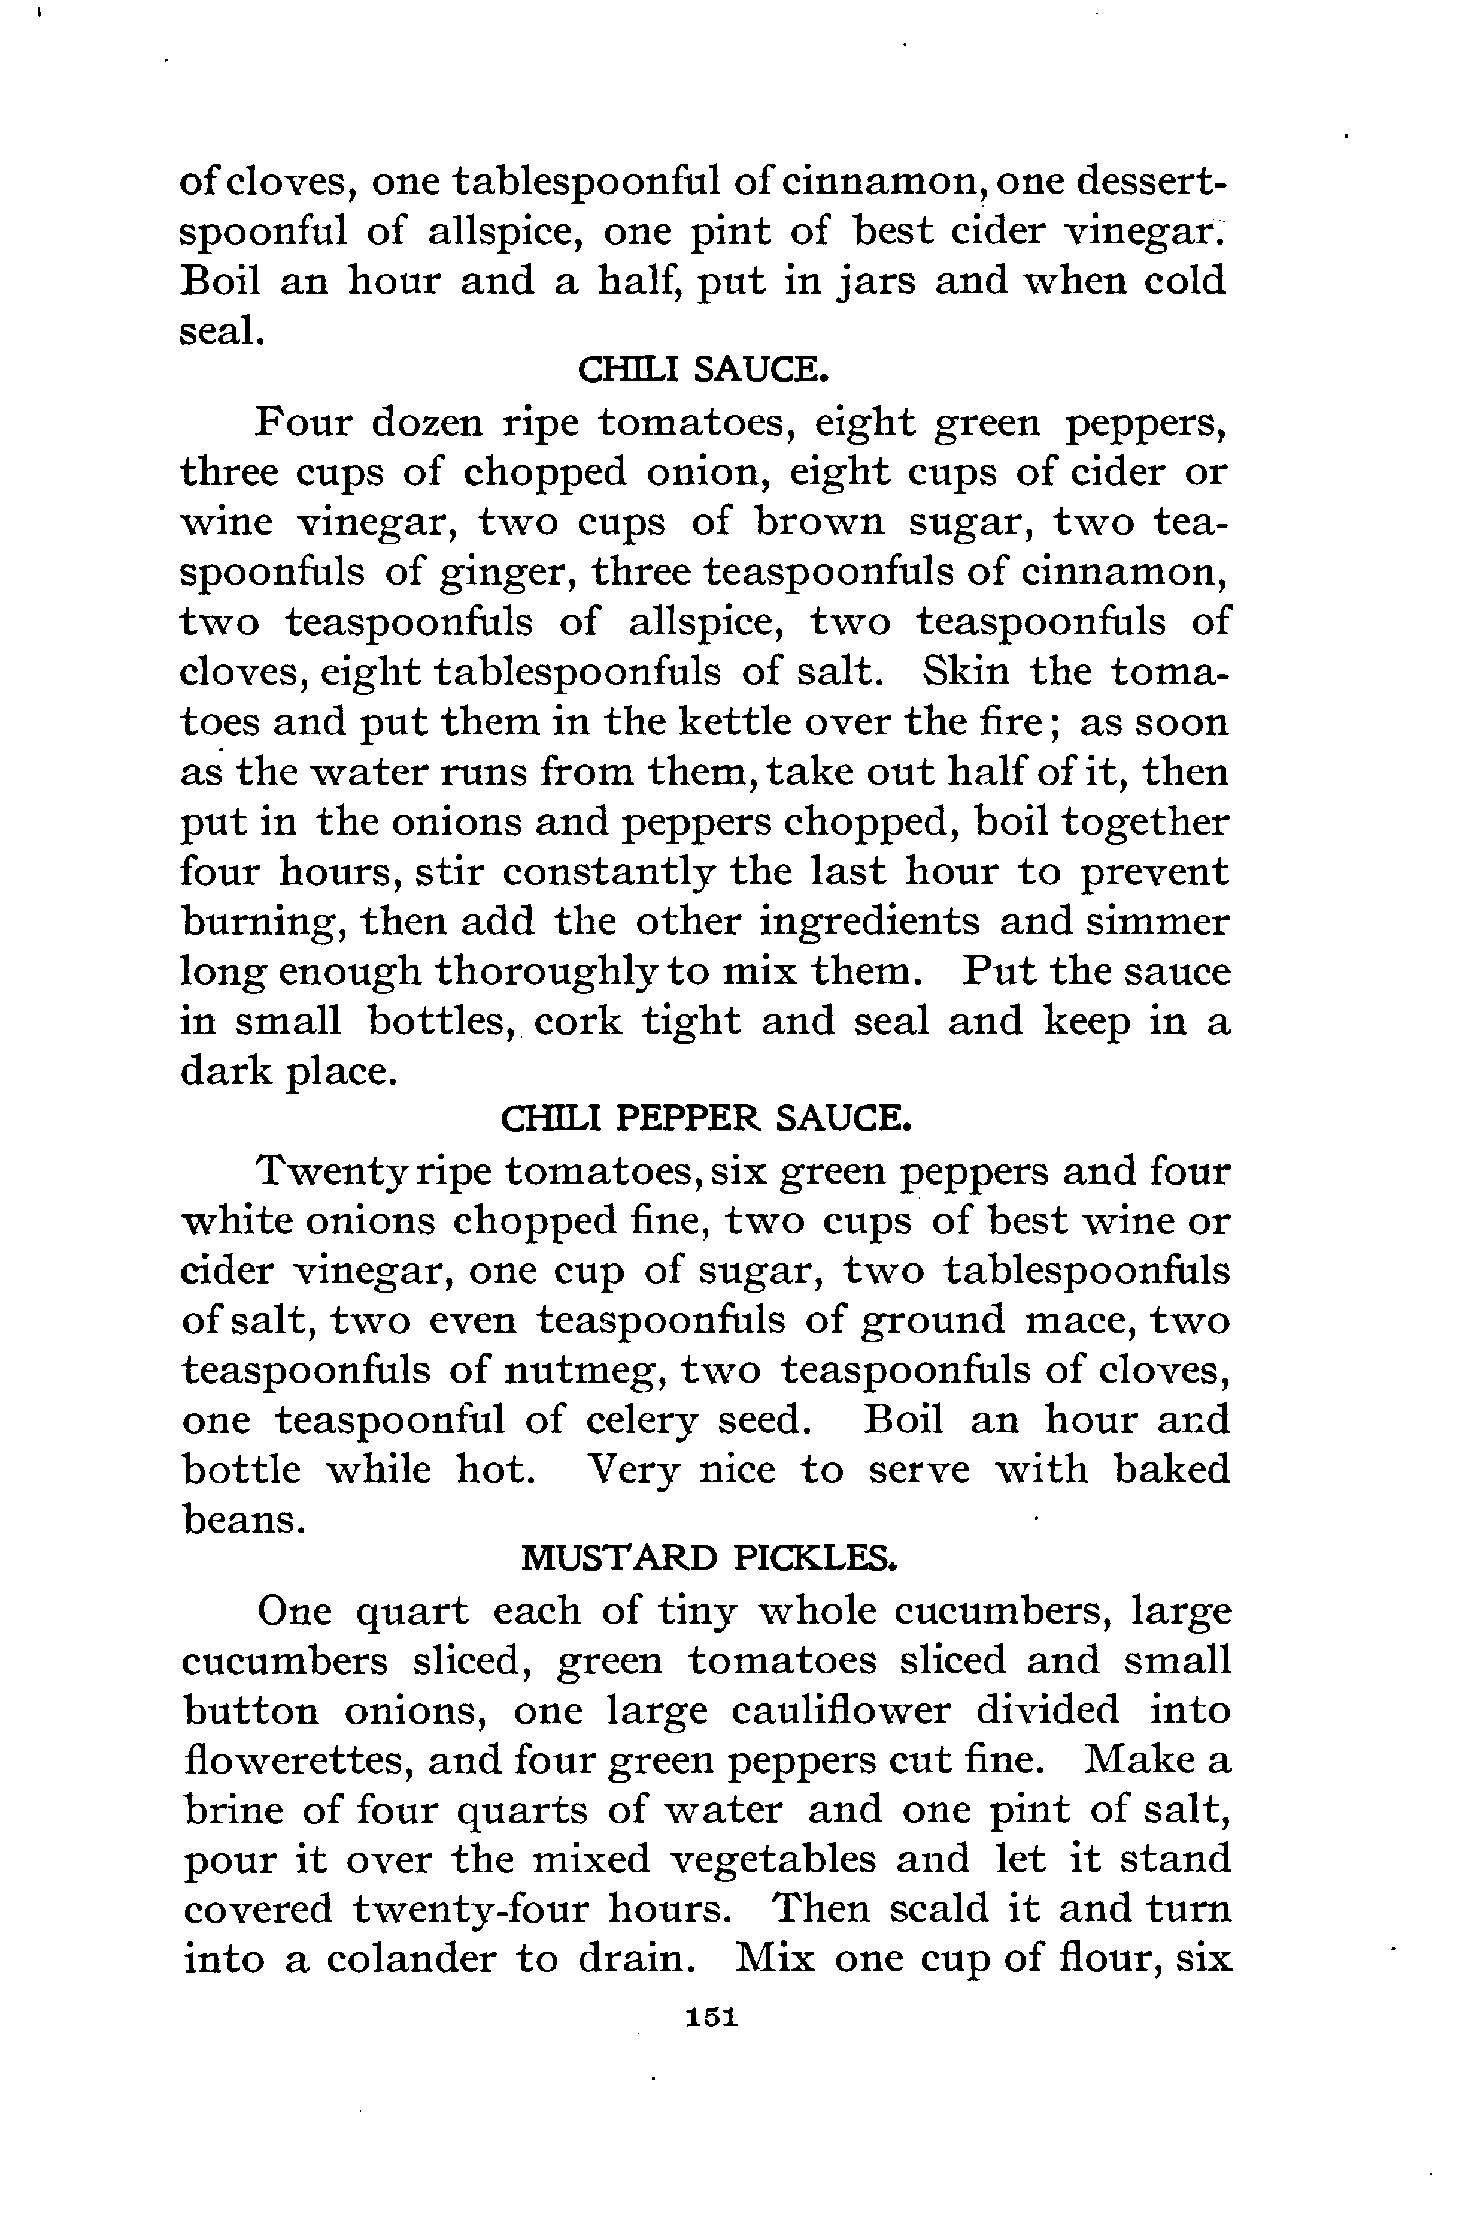 of cloves, one tablespoonful of cinnamon, one dessert-
spoonful of allspice, one pint of best cider vinegar.
Boil an hour and a half, put in jars and when cold
seal.
CHILI SAUCE.
Four dozen ripe tomatoes, eight green peppers,
three cups of chopped onion, eight cups of cider or
wine vinegar, two cups of brown sugar, two tea-
spoonfuls of ginger, three teaspoonfuls of cinnamon,
two teaspoonfuls of allspice, two teaspoonfuls of
cloves, eight tablespoonfuls of salt. Skin the toma-
toes and put them in the kettle over the fire; as soon
as the water runs from them, take out half of it, then
put in the onions and peppers chopped, boil together
four hours, stir constantly the last hour to prevent
burning, then add the other ingredients and simmer
long enough thoroughly to mix them. Put the sauce
in small bottles, cork tight and seal and keep in a
dark place.
CHILI PEPPER SAUCE.
Twenty ripe tomatoes, six green peppers and four
white onions chopped fine, two cups of best wine or
cider vinegar, one cup of sugar, two tablespoonfuls
of salt, two even teaspoonfuls of ground mace, two
teaspoonfuls of nutmeg, two teaspoonfuls of cloves,
one teaspoonful of celery seed. Boil an hour and
bottle while hot. Very nice to serve with baked
beans.
MUSTARD PICKLES.
One quart each of tiny whole cucumbers, large
cucumbers sliced, green tomatoes sliced and small
button onions, one large cauliflower divided into
flowerettes, and four green peppers cut fine. Make a
brine of four quarts of water and one pint of salt,
pour it over the mixed vegetables and let it stand
covered twenty-four hours. Then scald it and turn
into a colander to drain. Mix one cup of flour, six
151